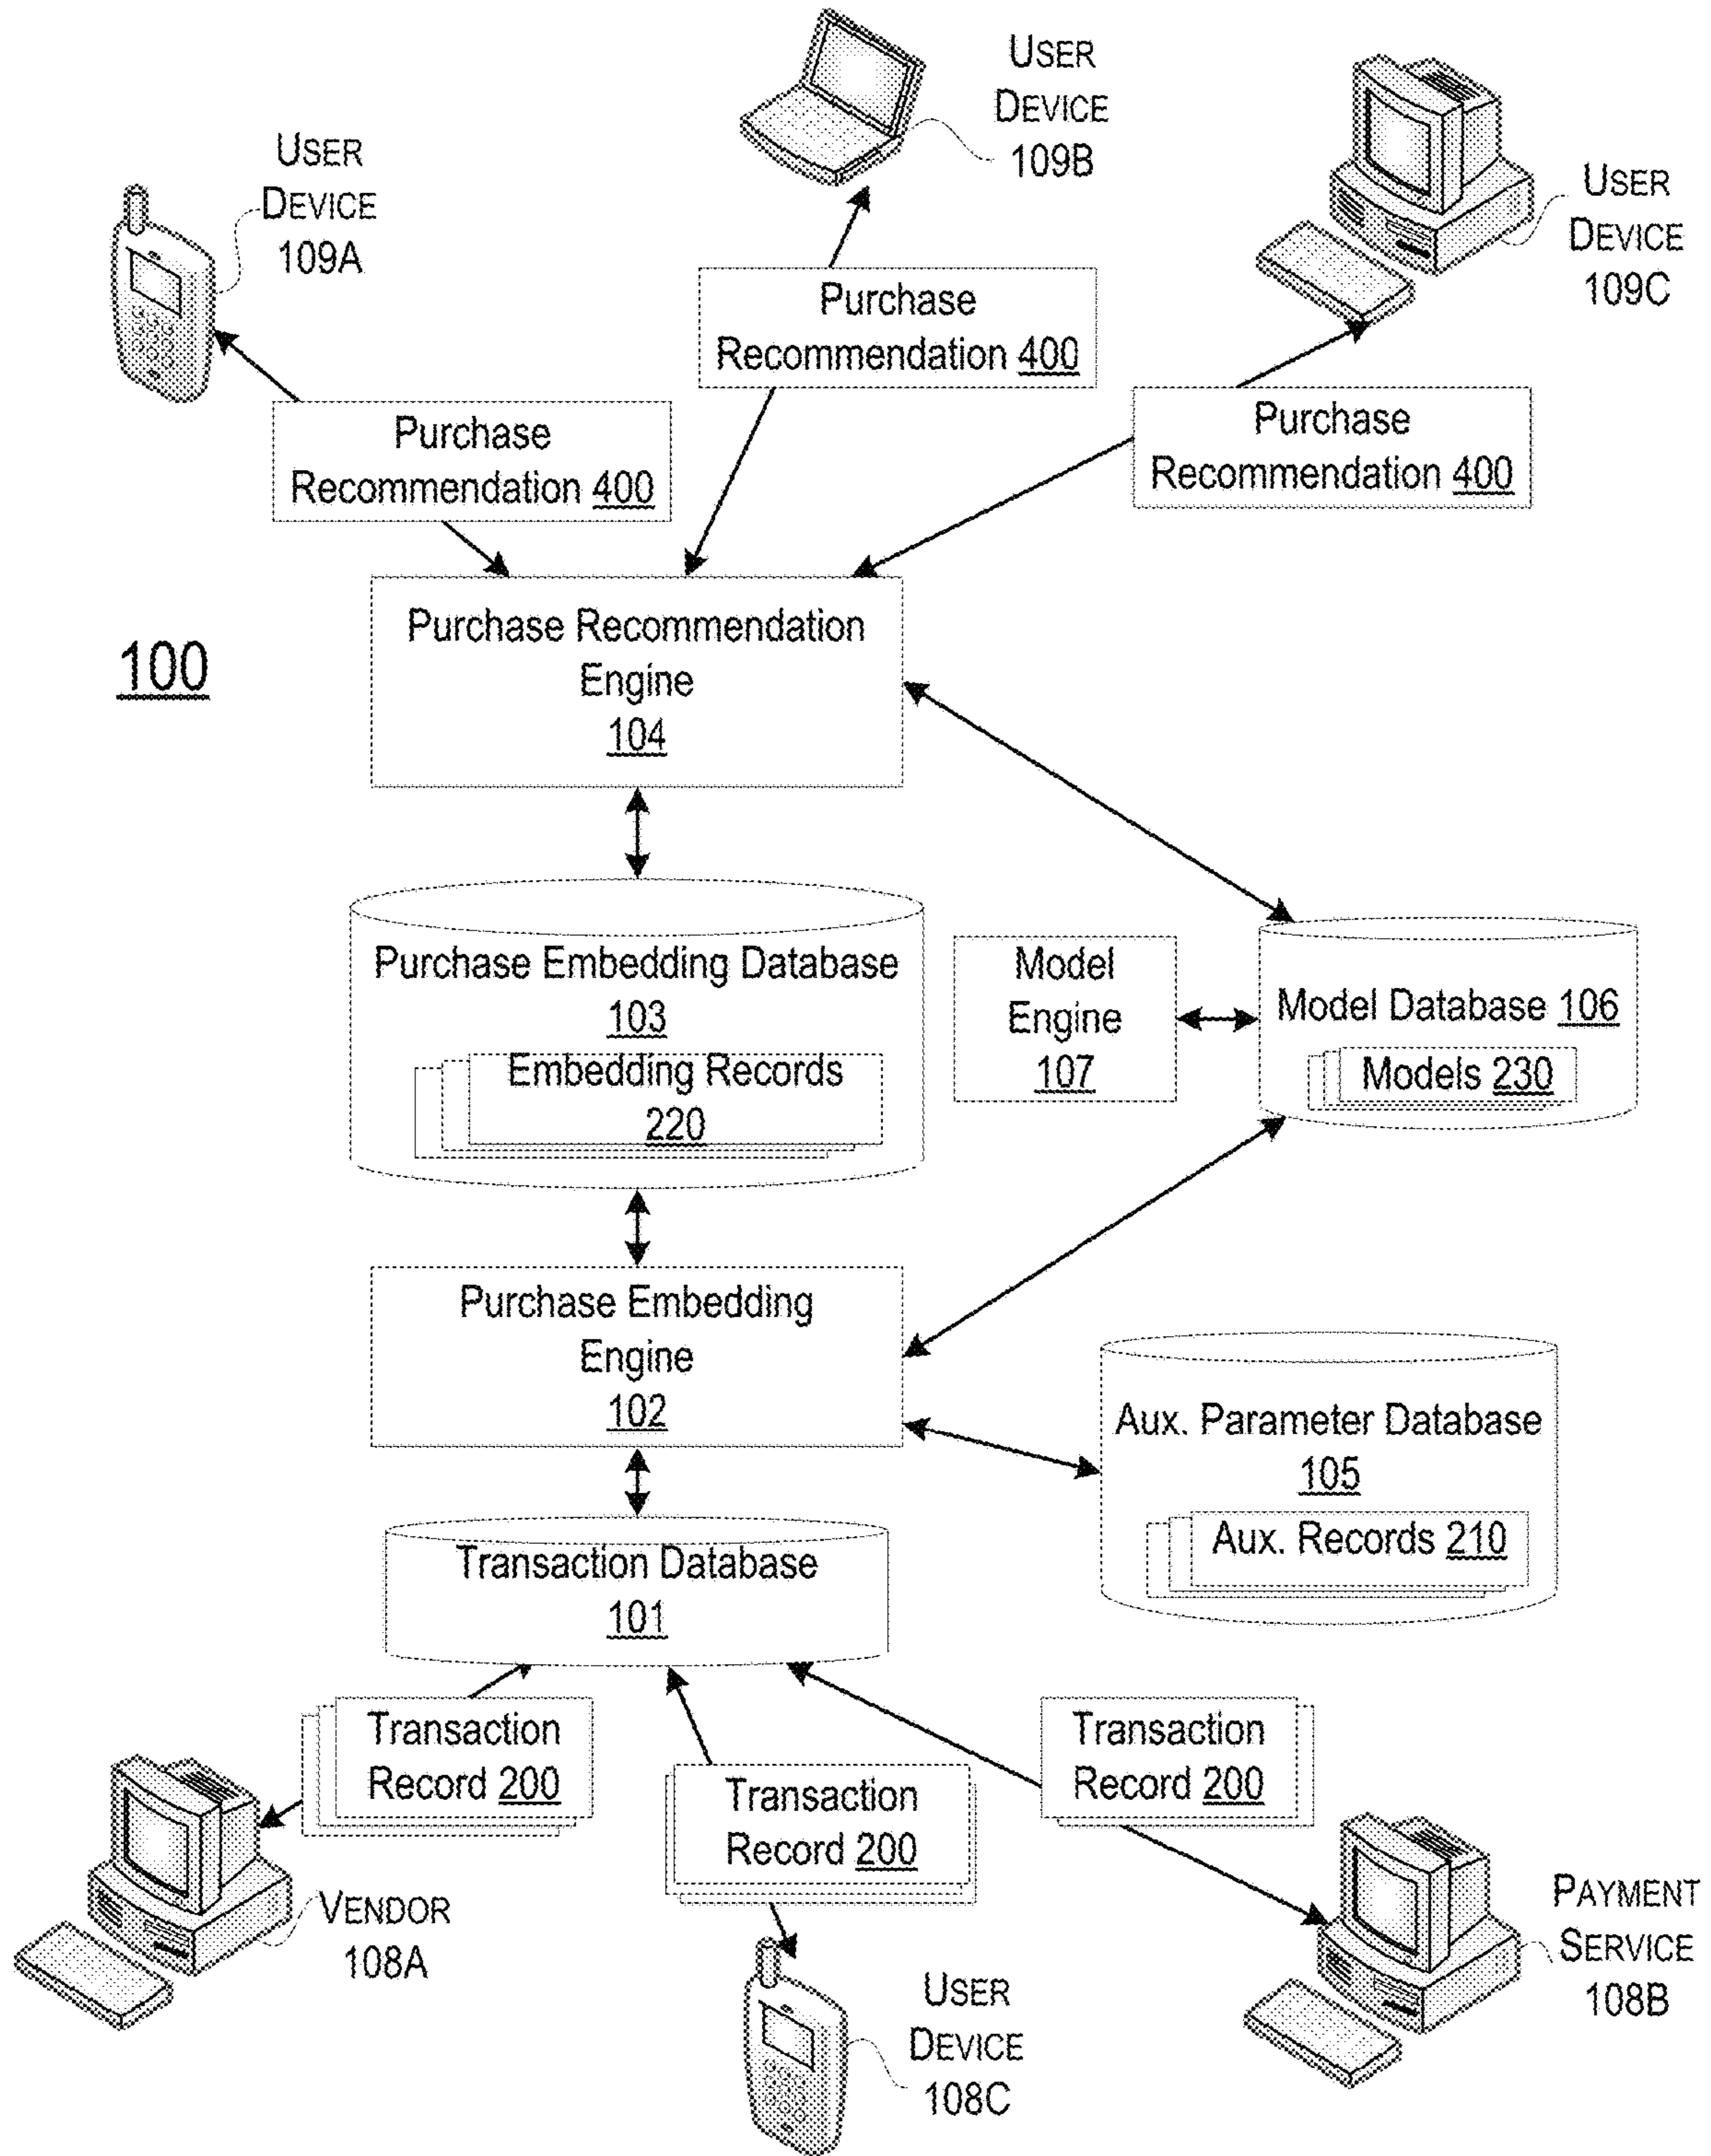 USER
DEVICE
109A
USER
DEVICE
109B
USER
DEVICE
109C
Purchase
Recommendation 400
Purchase
Recommendation 400
Purchase
Recommendation 400
100
Purchase Recommendation
Engine
104
Purchase Embedding Database
103
Embedding Records
220
Model
Engine
107
Model Database 106
Models 230
Purchase Embedding
Engine
102
Aux. Parameter Database
105
Aux. Records 210
Transaction Database
101
Transaction
Record 200
Transaction
Record 200
Transaction
Record 200
VENDOR
108A
USER
DEVICE
108C
PAYMENT
SERVICE
108B